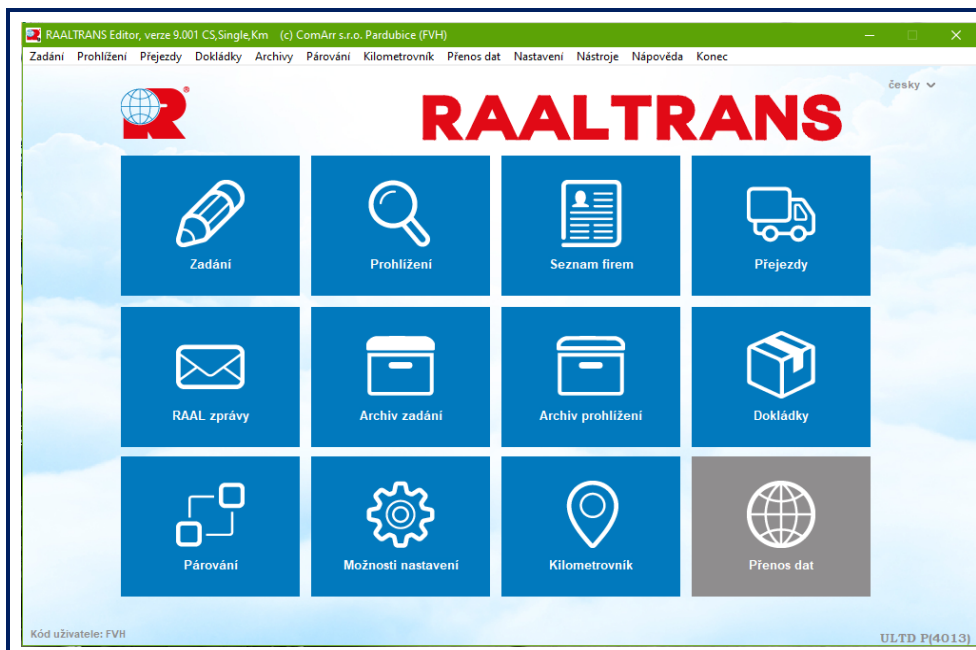 RAALTRANS Editor, verze 9.001 CS,Single,Km (c) ComArr s.r.o. Pardubice (FVH)
Zadání Prohlížení Přejezdy Dokládky Archivy Párování Kilometrovník Přenos dat Nastavení Nástroje Nápověda Konec
česky
R®
RAALTRANS
Zadání Prohlížení Seznam firem Přejezdy
RAAL zprávy Archiv zadání Archiv prohlížení Dokládky
Párování Možnosti nastavení Kilometrovník Přenos dat
Kód uživatele: FVH
ULTD P(4013)